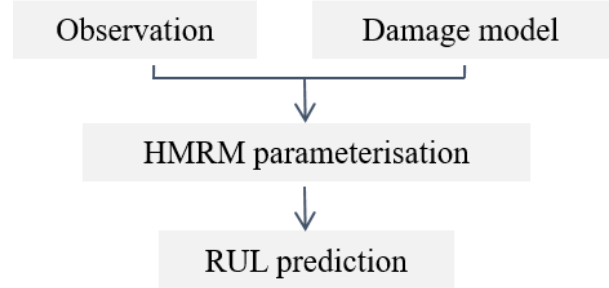 Observation
Damage model
HMRM parameterisation
RUL prediction